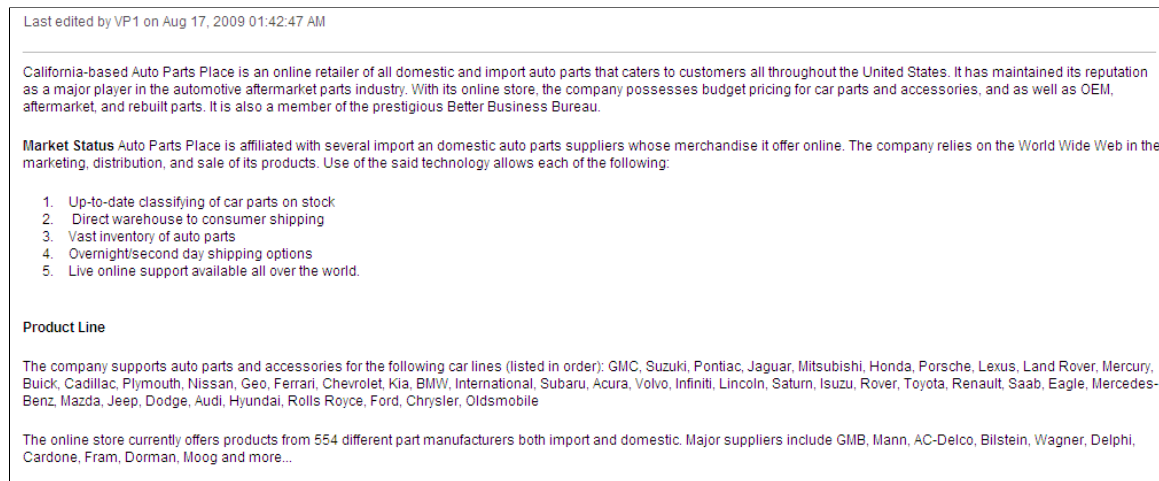 Last edited by VP1 on Aug 17, 2009 01:42:47 AM
California-based Auto Parts Place is an online retailer of all domestic and import auto parts that caters to customers all throughout the United States. It has maintained its reputation
as a major player in the automotive aftermarket parts industry. With its online store, the company possesses budget pricing for car parts and accessories, and as well as OEM,
aftermarket, and rebuilt parts. It is also a member of the prestigious Better Business Bureau.
Market Status Auto Parts Place is affiliated with several import an domestic auto parts suppliers whose merchandise it offer online. The company relies on the World Wide Web in the
marketing, distribution, and sale of its products. Use of the said technology allows each of the following:
1. Up-to-date classifying of car parts on stock
2. Direct warehouse to consumer shipping
3. Vast inventory of auto parts
4. Overnight/second day shipping options
5. Live online support available all over the world.
Product Line
The company supports auto parts and accessories for the following car lines (listed in order): GMC, Suzuki, Pontiac, Jaguar, Mitsubishi, Honda, Porsche, Lexus, Land Rover, Mercury,
Buick, Cadillac, Plymouth, Nissan, Geo, Ferrari, Chevrolet, Kia, BMW, International, Subaru, Acura, Volvo, Infiniti, Lincoln, Saturn, Isuzu, Rover, Toyota, Renault, Saab, Eagle, Mercedes-
Benz, Mazda, Jeep, Dodge, Audi, Hyundai, Rolls Royce, Ford, Chrysler, Oldsmobile
The online store currently offers products from 554 different part manufacturers both import and domestic. Major suppliers include GMB, Mann, AC-Delco, Bilstein, Wagner, Delphi,
Cardone, Fram, Dorman, Moog and more...